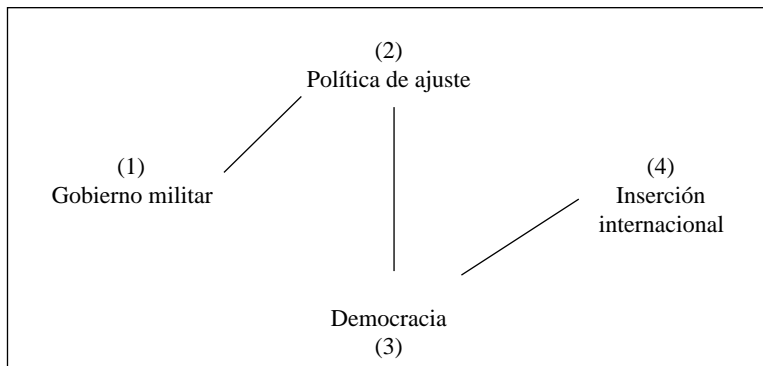 (2)
Política de ajuste
(1)
Gobierno militar
(4)
Inserción
internacional
Democracia
(3)